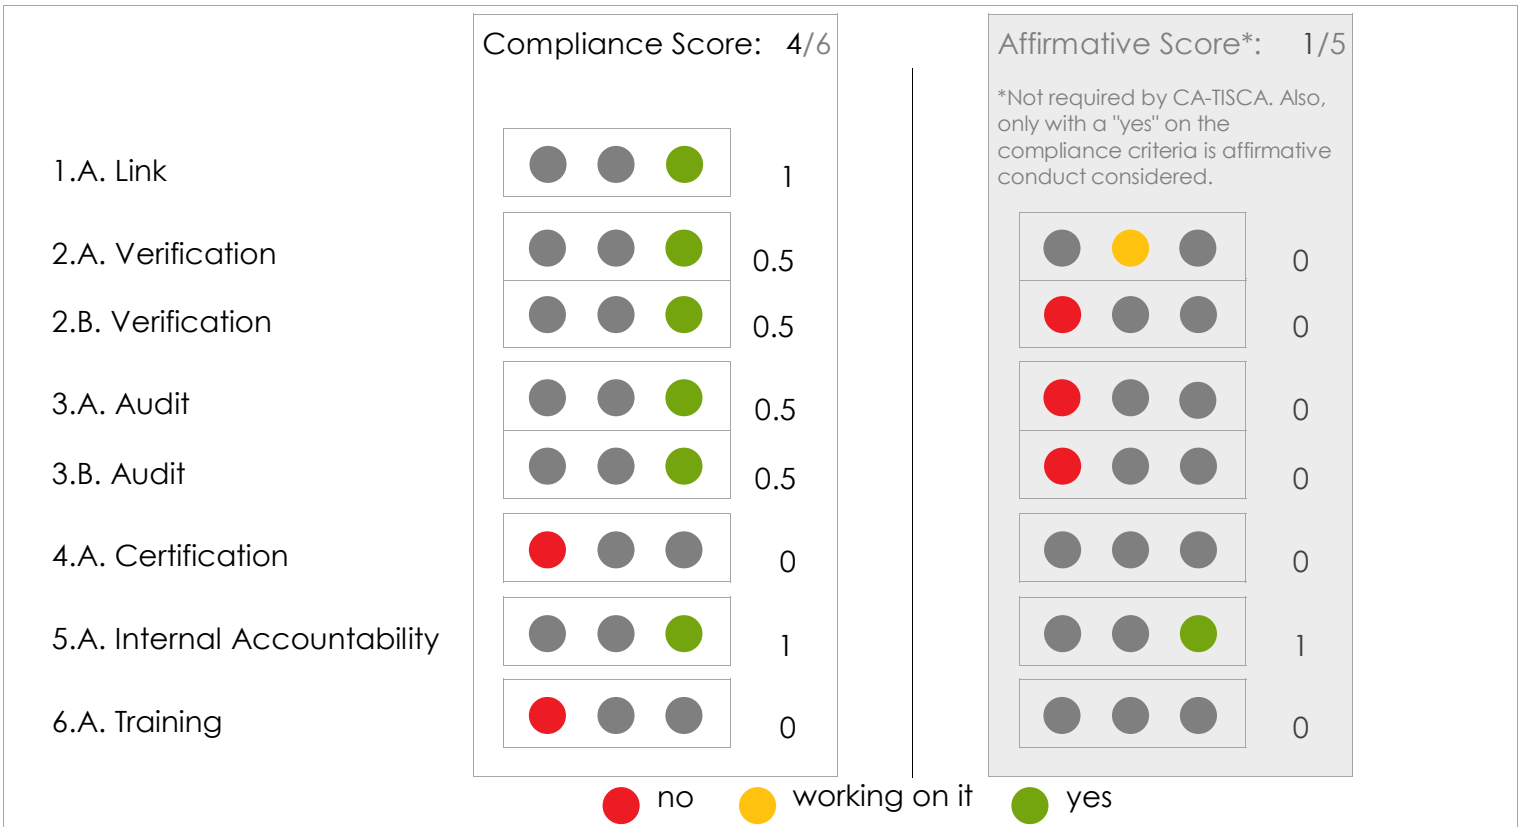 Compliance Score: 4/6
Affirmative Score*: 1/5
*Not required by CA-TISCA. Also,
only with a "yes" on the
compliance criteria is affirmative
conduct considered.
1.A. Link 1
2.A. Verification 0.5 0
2.B. Verification 0.5 0
3.A. Audit 0.5 0
3.B. Audit 0.5 0
4.A. Certification 0 0
5.A. Internal Accountability 1 1
6.A. Training 0 0
no working on it yes